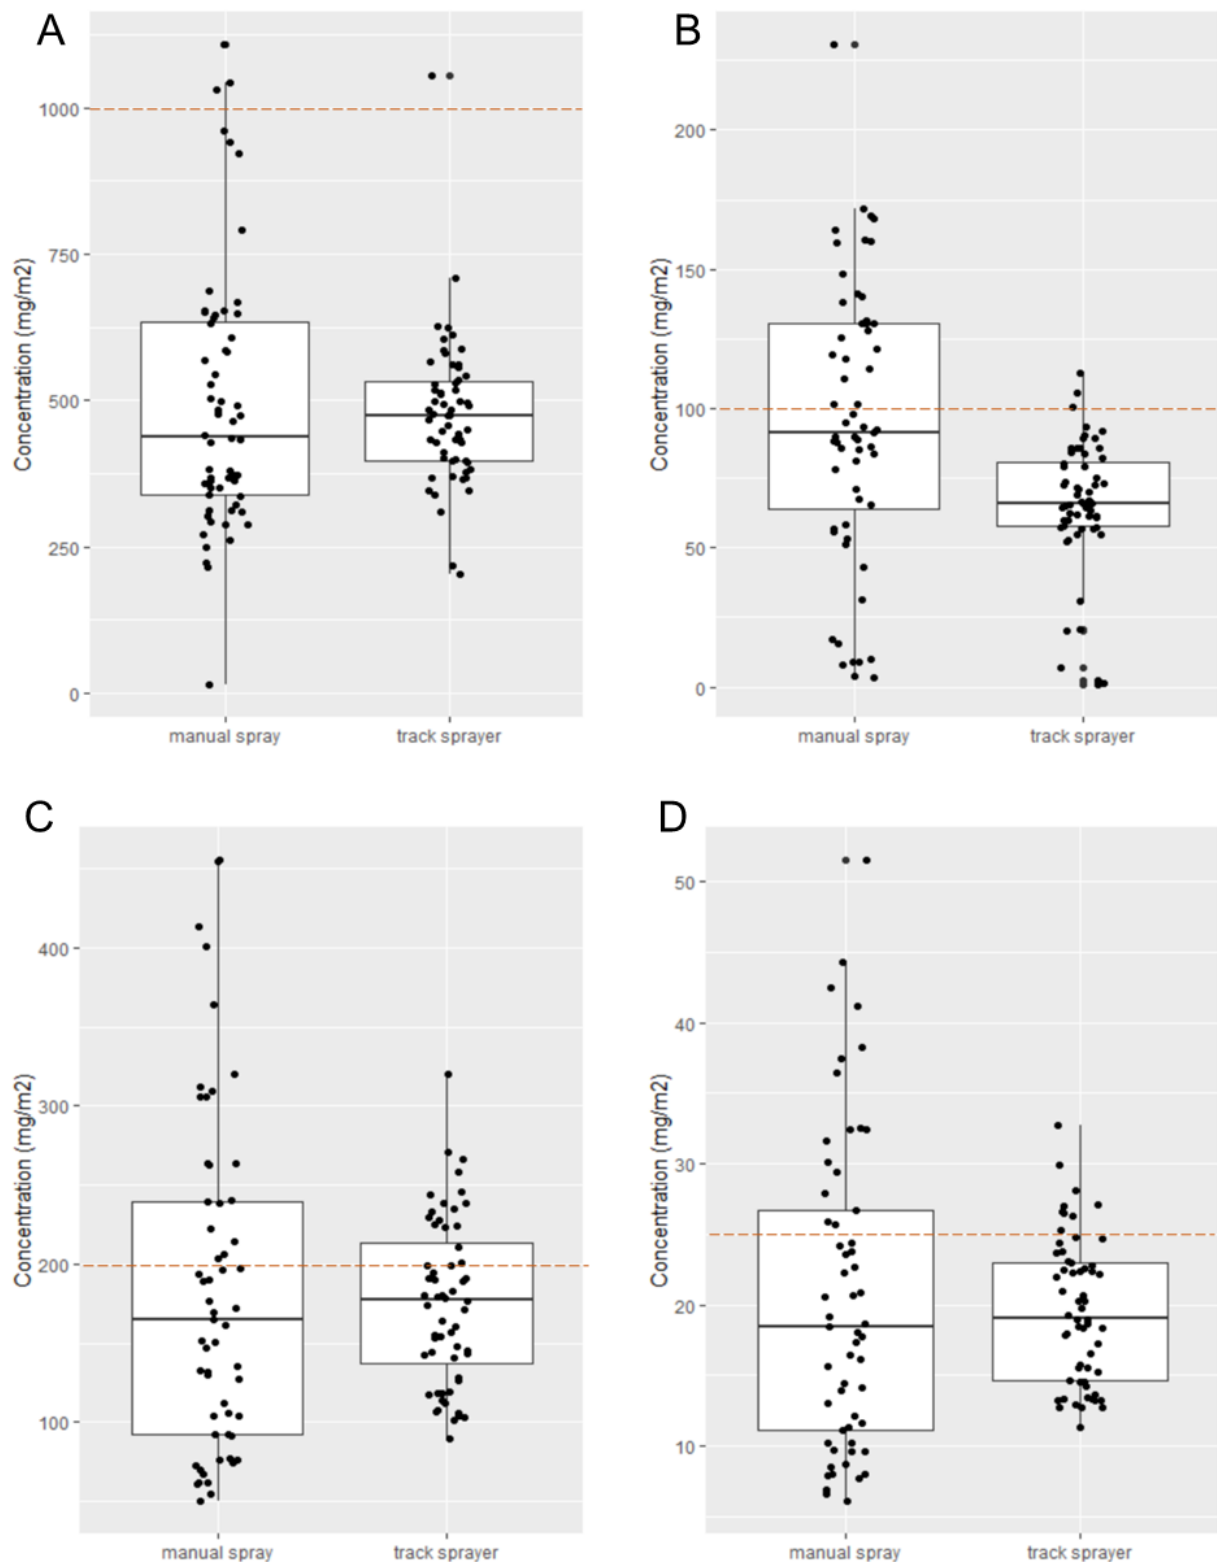 A
Concentration (mg/m2)
1000
750
500
250
0
manual spray track sprayer
B
Concentration (mg/m2)
200
150
100
50
0
manual spray track sprayer
C
Concentration (mg/m2)
400
300
200
100
manual spray track sprayer
D
Concentration (mg/m2)
50
40
30
20
10
manual spray track sprayer